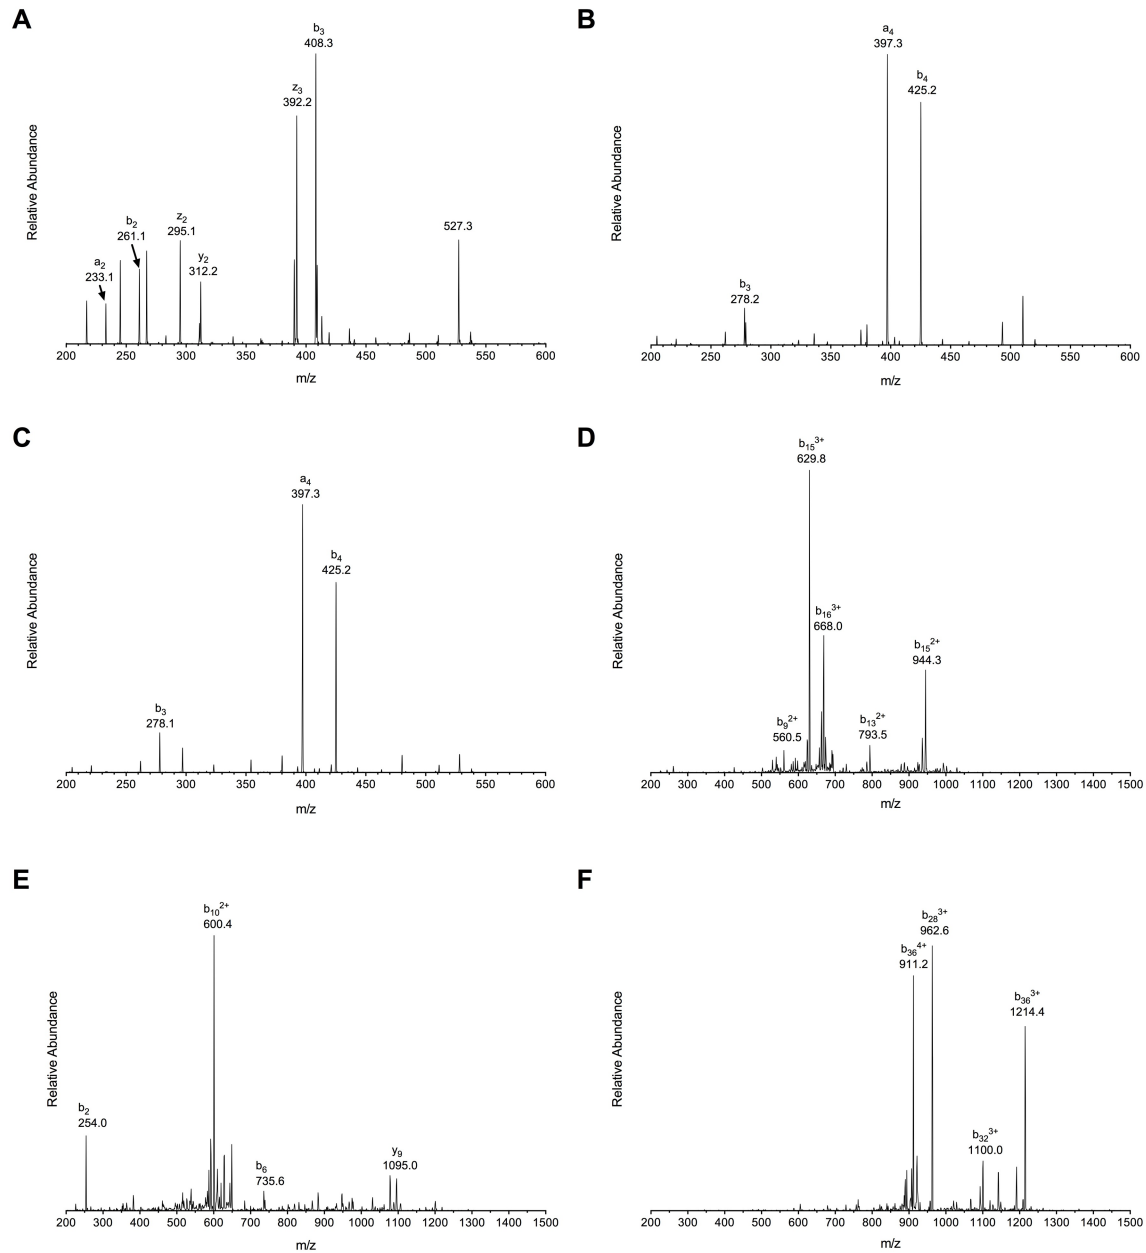 A
b3
408.3
z3
392.2
b2
261.1
z2
295.1
527.3
a2
233.1
y2
312.2
Relative Abundance
200 250 300 350 400 450 500 550 600
m/z
B
a4
397.3
b4
425.2
b3
278.2
Relative Abundance
200 250 300 350 400 450 500 550 600
m/z
C
a4
397.3
b4
425.2
b3
278.1
Relative Abundance
200 250 300 350 400 450 500 550 600
m/z
D
b15 3+
629.8
b16 3+
668.0
b15 2+
944.3
b9 2+
560.5
b13 2+
793.5
Relative Abundance
200 300 400 500 600 700 800 900 1000 1100 1200 1300 1400 1500
m/z
E
b10 2+
600.4
b2
254.0
b6
735.6
y9
1095.0
Relative Abundance
200 300 400 500 600 700 800 900 1000 1100 1200 1300 1400 1500
m/z
F
b28 3+
962.6
b36 4+
911.2
b36 3+
1214.4
b32 3+
1100.0
Relative Abundance
200 300 400 500 600 700 800 900 1000 1100 1200 1300 1400 1500
m/z